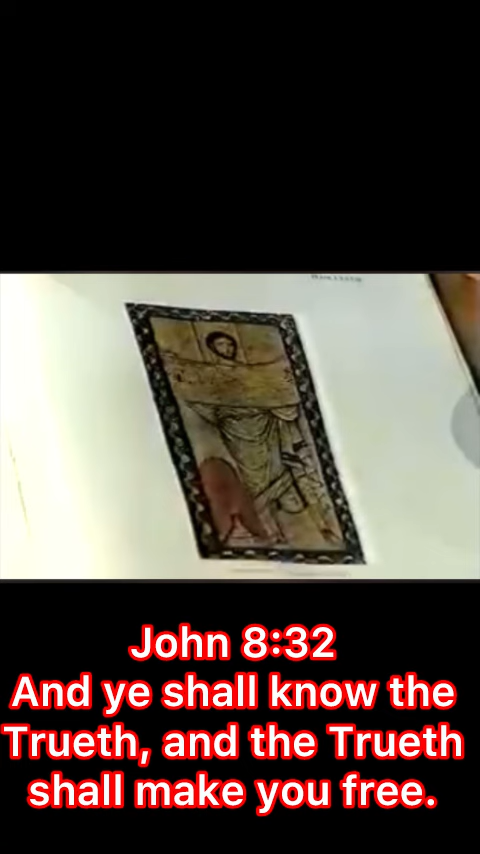 John 8:32
And ye shall know the
Trueth, and the Trueth
shall make you free.